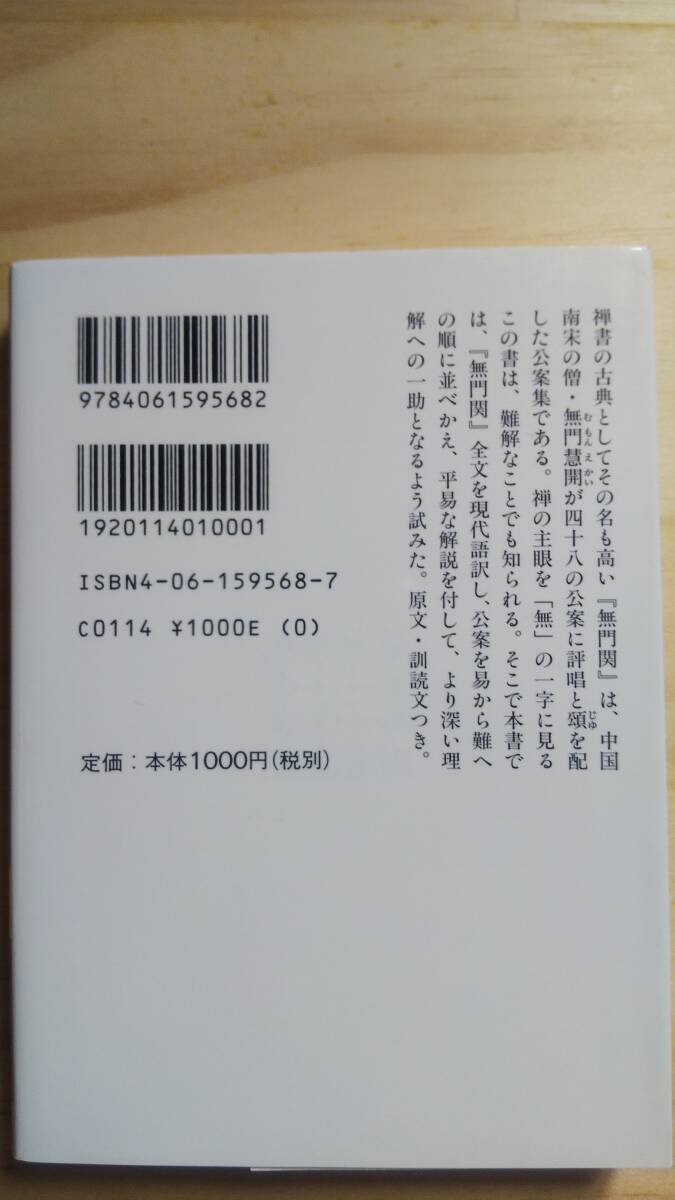 禅書の古典としてその名も高い『無門関』は、中国
南宋の僧・無門慧開が四十八の公案に評唱と頌を配
むもんえかい
じゆ
した公案集である。禅の主眼を「無」の一字に見る
この書は、難解なことでも知られる。そこで本書で
は、『無門関』全文を現代語訳し、公案を易から難へ
の順に並べかえ、平易な解説を付して、より深い理
解への一助となるよう試みた。原文・訓読文つき。
9784061595682
1920114010001
ISBN4-06-159568-7
C0114 ¥1000E (0)
定価：本体1000円（税別）